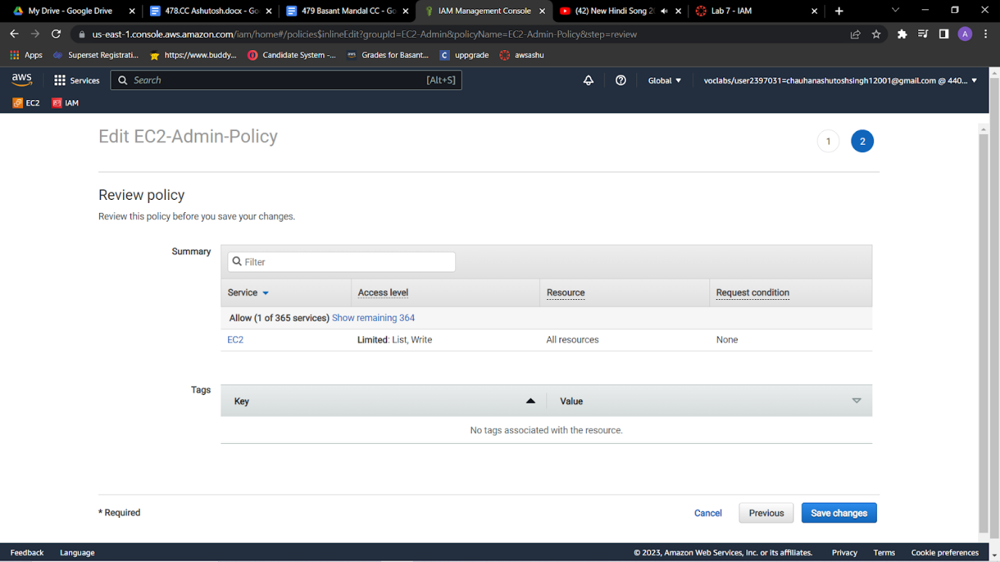 My Drive - Google Drive
478.CC Ashutosh.docx - Go
479 Basant Mandal CC - Go
IAM Management Console
(42) New Hindi Song 20
Lab 7 - IAM
us-east-1.console.aws.amazon.com/iam/home#/policies$inlineEdit?groupId=EC2-Admin&policyName=EC2-Admin-Policy&step=review
A
Apps
Superset Registrati...
https://www.buddy...
Candidate System -...
aws
Grades for Basant...
C
uppgrade
awsashu
aws
Services
Search
[Alt+S]
Global
voclabs/user2397031=chauhanashutoshsingh12001@gmail.com @ 440...
EC2
IAM
Edit EC2-Admin-Policy
1
2
Review policy
Review this policy before you save your changes.
Summary
Filter
Service
Access level
Resource
Request condition
Allow (1 of 365 services) Show remaining 364
EC2
Limited: List, Write
All resources
None
Tags
Key
Value
No tags associated with the resource.
* Required
Cancel
Previous
Save changes
Feedback
Language
© 2023, Amazon Web Services, Inc. or its affiliates.
Privacy
Terms
Cookie preferences